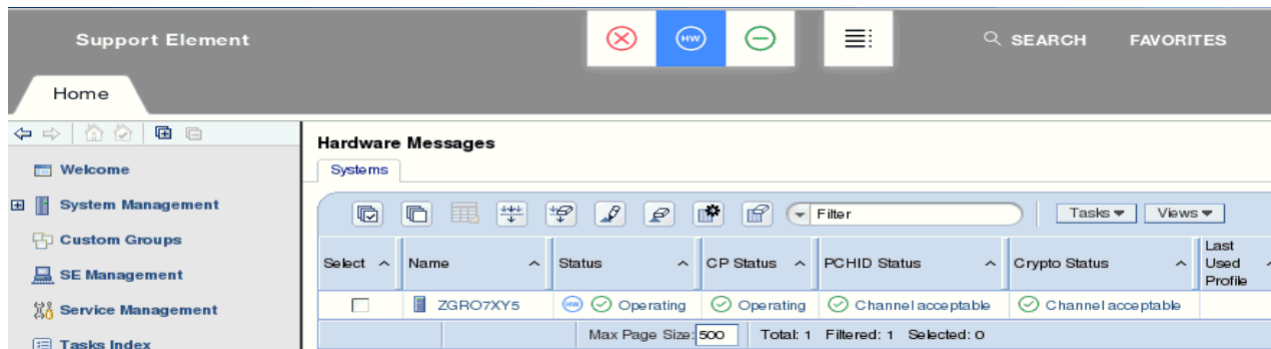 Support Element
HW
SEARCH
FAVORITES
Home
Hardware Messages
Systems
Welcome
System Management
Custom Groups
SE Management
Service Management
Tasks Index
Filter
Tasks
Views
Select
Name
Status
CP Status
PCHID Status
Crypto Status
Last
Used
Profile
ZGRO7XY5
HW
Operating
Operating
Channel acceptable
Channel acceptable
Max Page Size: 500 Total: 1 Filtered: 1 Selected: 0